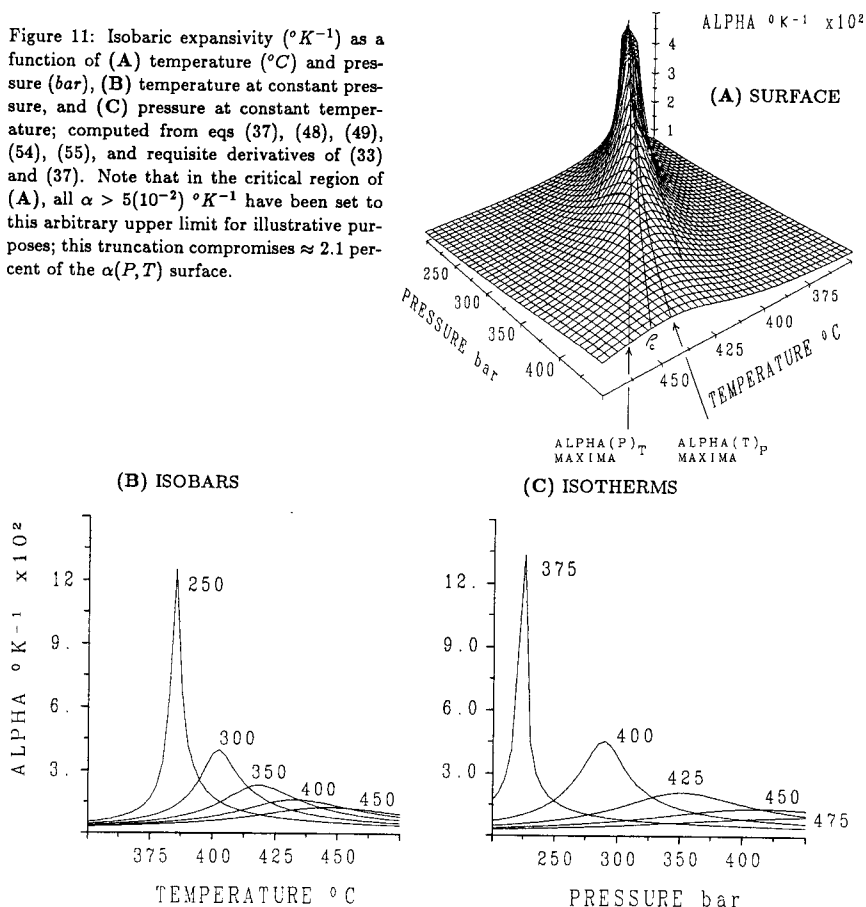 Figure 11: Isobaric expansivity (°K⁻¹) as a
function of (A) temperature (°C) and pres-
sure (bar), (B) temperature at constant pres-
sure, and (C) pressure at constant temper-
ature; computed from eqs (37), (48), (49),
(54), (55), and requisite derivatives of (33)
and (37). Note that in the critical region of
(A), all α > 5(10⁻²) °K⁻¹ have been set to
this arbitrary upper limit for illustrative pur-
poses; this truncation compromises ≈ 2.1 per-
cent of the α(P,T) surface.
ALPHA °K⁻¹ x10²
4
3
2
1
(A) SURFACE
250
300
350
400
PRESSURE bar
375
400
425
450
TEMPERATURE °C
ρc
ALPHA(P)T
MAXIMA
ALPHA(T)P
MAXIMA
(B) ISOBARS
ALPHA °K⁻¹ x10²
12
9.
6.
3.
250
300
350
400
450
375 400 425 450
TEMPERATURE °C
(C) ISOTHERMS
12.
9.0
6.0
3.0
375
400
425
450
475
250 300 350 400
PRESSURE bar